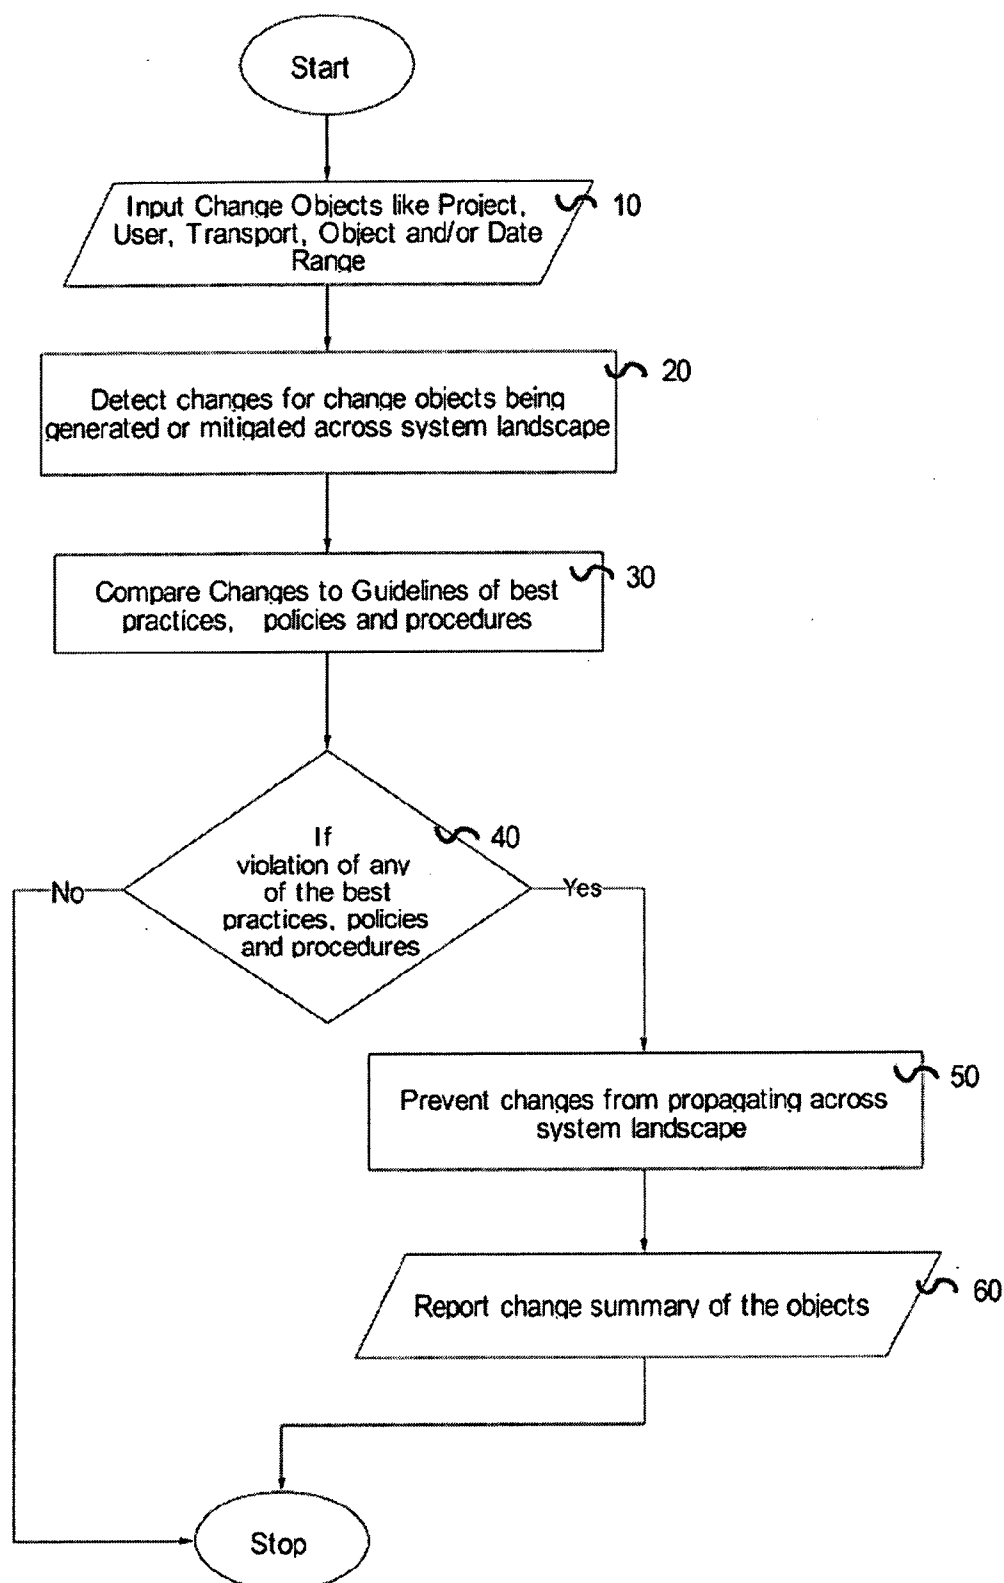 Start
Input Change Objects like Project,
User, Transport, Object and/or Date
Range
10
Detect changes for change objects being
generated or mitigated across system landscape
20
Compare Changes to Guidelines of best
practices, policies and procedures
30
If
violation of any
of the best
practices, policies
and procedures
40
No
Yes
Prevent changes from propagating across
system landscape
50
Report change summary of the objects
60
Stop